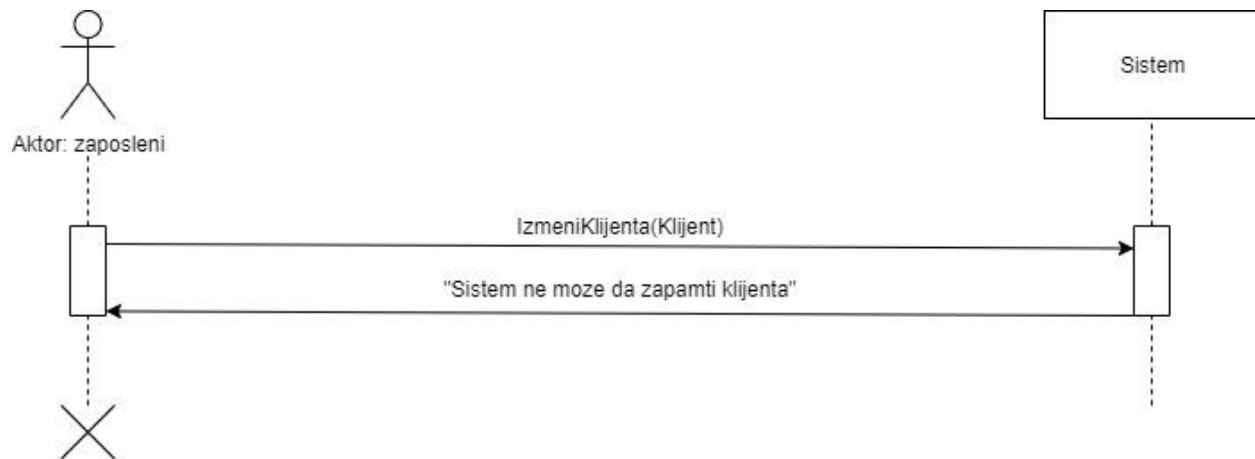 Sistem
Aktor: zaposleni
IzmeniKlijenta(Klijent)
"Sistem ne moze da zapamti klijenta"